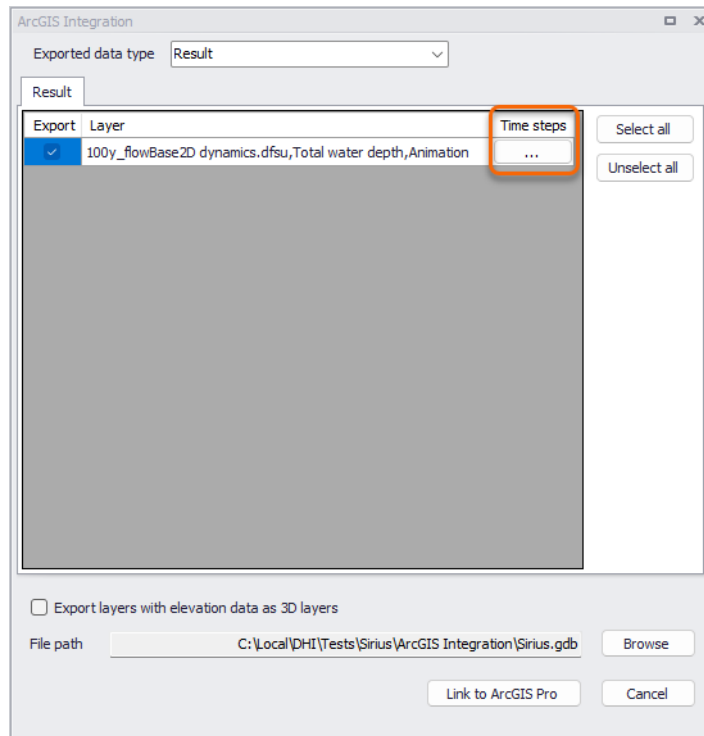 ArcGIS Integration
Exported data type Result
Result
Export Layer Time steps
100y_flowBase2D dynamics.dfsu,Total water depth,Animation ...
Select all
Unselect all
Export layers with elevation data as 3D layers
File path C:\Local\DHI\Tests\Sirius\ArcGIS Integration\Sirius.gdb Browse
Link to ArcGIS Pro Cancel